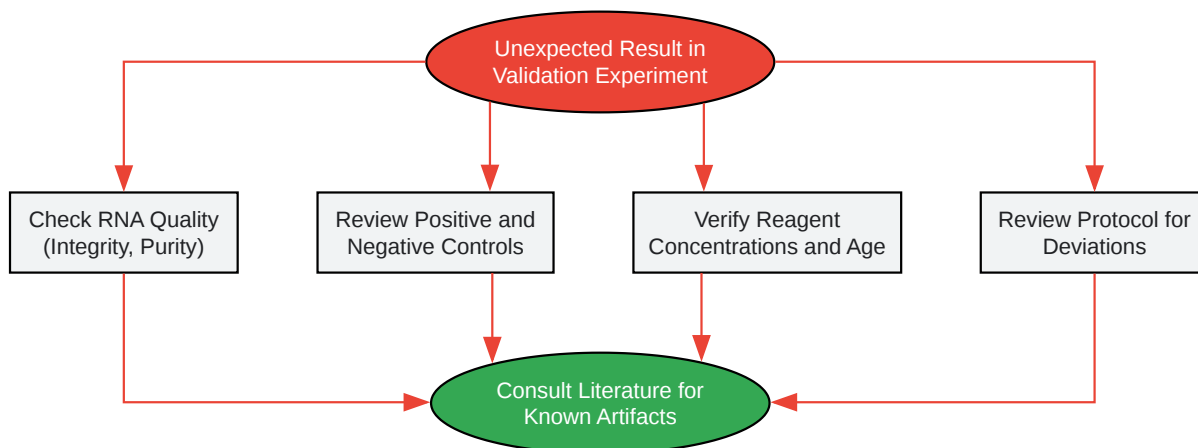 Unexpected Result in
Validation Experiment
Check RNA Quality
(Integrity, Purity)
Review Positive and
Negative Controls
Verify Reagent
Concentrations and Age
Review Protocol for
Deviations
Consult Literature for
Known Artifacts